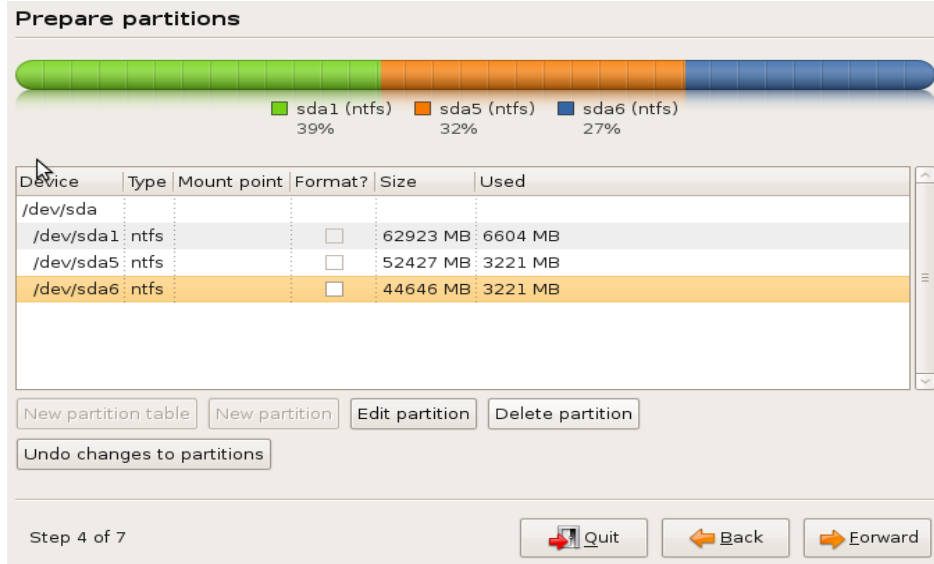 Prepare partitions
sda1 (ntfs) sda5 (ntfs) sda6 (ntfs)
39% 32% 27%
Device Type Mount point Format? Size Used
/dev/sda
/dev/sda1 ntfs 62923 MB 6604 MB
/dev/sda5 ntfs 52427 MB 3221 MB
/dev/sda6 ntfs 44646 MB 3221 MB
New partition table New partition Edit partition Delete partition
Undo changes to partitions
Step 4 of 7 Quit Back Forward